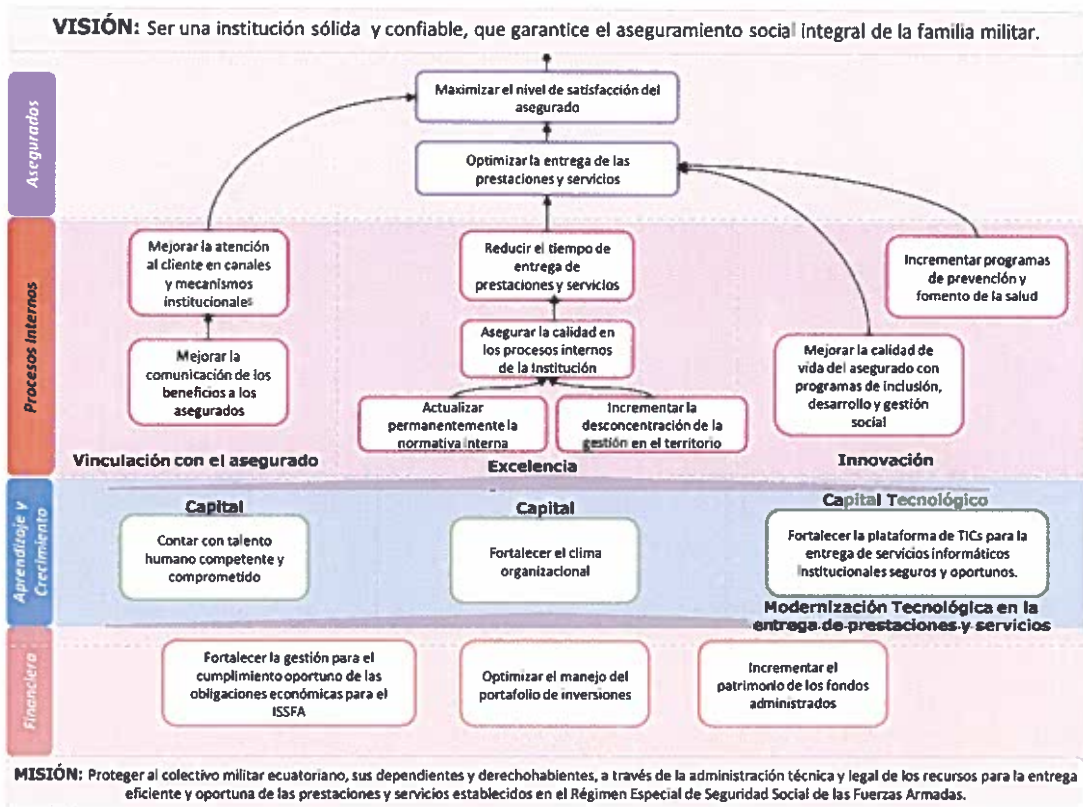 VISIÓN: Ser una institución sólida y confiable, que garantice el aseguramiento social integral de la familia militar.
Asegurados
Maximizar el nivel de satisfacción del
asegurado
Optimizar la entrega de las
prestaciones y servicios
Procesos Internos
Mejorar la atención
al cliente en canales
y mecanismos
institucionales
Reducir el tiempo de
entrega de
prestaciones y servicios
Incrementar programas
de prevención y
fomento de la salud
Mejorar la
comunicación de los
beneficios a los
asegurados
Asegurar la calidad en
los procesos internos
de la Institución
Mejorar la calidad de
vida del asegurado con
programas de inclusión,
desarrollo y gestión
social
Actualizar
permanentemente la
normativa interna
Incrementar la
desconcentración de la
gestión en el territorio
Vinculación con el asegurado
Excelencia
Innovación
Aprendizaje y
Crecimiento
Capital
Contar con talento
humano competente y
comprometido
Capital
Fortalecer el clima
organizacional
Capital Tecnológico
Fortalecer la plataforma de TICs para la
entrega de servicios informáticos
institucionales seguros y oportunos.
Modernización Tecnológica en la
entrega de prestaciones y servicios
Financiera
Fortalecer la gestión para el
cumplimiento oportuno de las
obligaciones económicas para el
ISSFA
Optimizar el manejo del
portafolio de inversiones
Incrementar el
patrimonio de los fondos
administrados
MISIÓN: Proteger al colectivo militar ecuatoriano, sus dependientes y derechohabientes, a través de la administración técnica y legal de los recursos para la entrega
eficiente y oportuna de las prestaciones y servicios establecidos en el Régimen Especial de Seguridad Social de las Fuerzas Armadas.